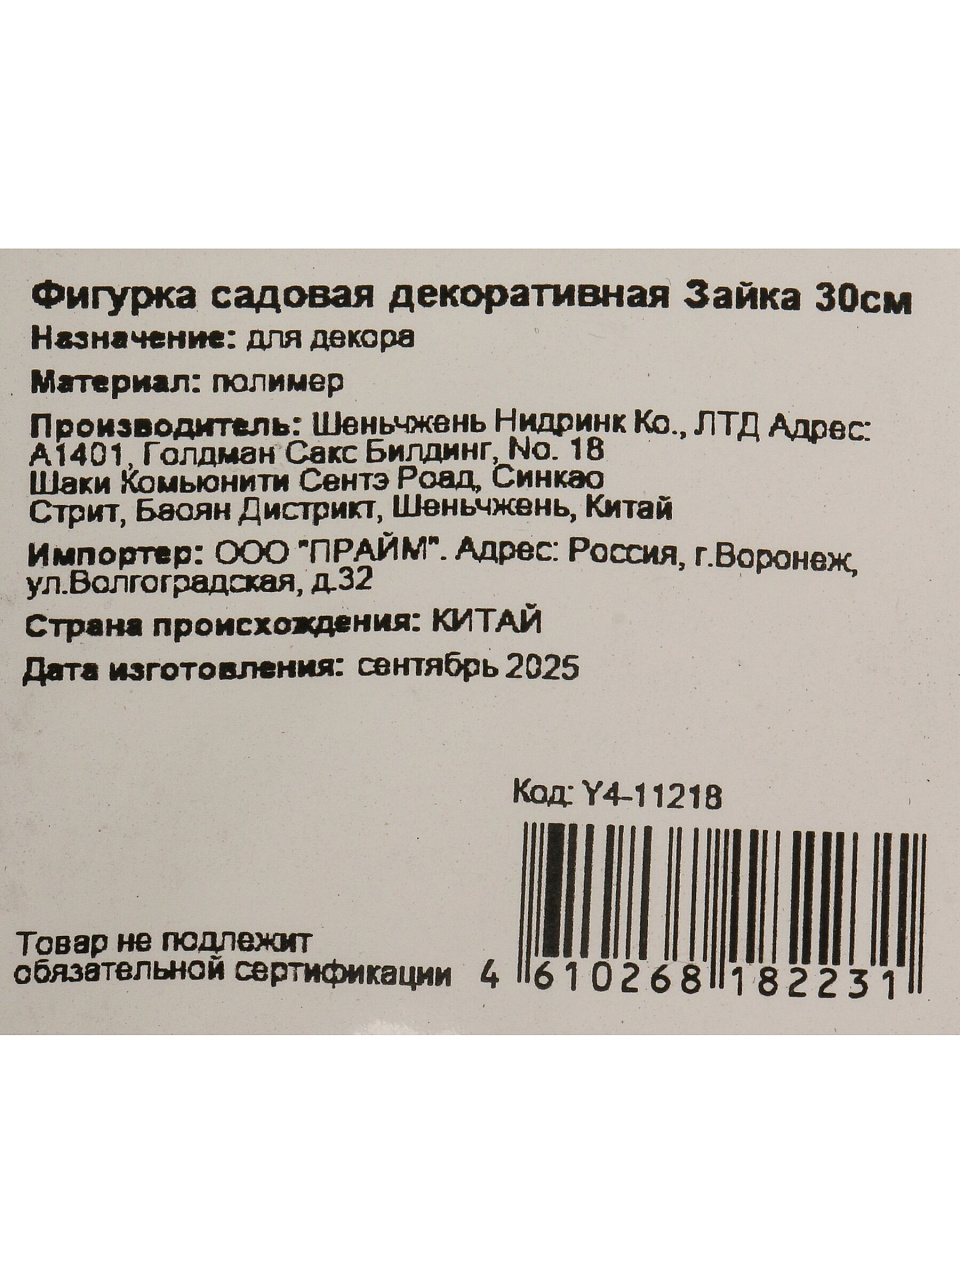 Фигурка садовая декоративная Зайка 30см
Назначение: для декора
Материал: полимер
Производитель: Шеньчжень Нидринк Ко., ЛТД Адрес:
А1401, Голдман Сакс Билдинг, No. 18
Шаки Комьюнити Сентэ Роад, Синкао
Стрит, Баоян Дистрикт, Шеньчжень, Китай
Импортер: ООО "ПРАЙМ". Адрес: Россия, г.Воронеж,
ул.Волгоградская, д.32
Страна происхождения: КИТАЙ
Дата изготовления: сентябрь 2025
Код: Y4-11218
Товар не подлежит
обязательной сертификации
4 610268 182231